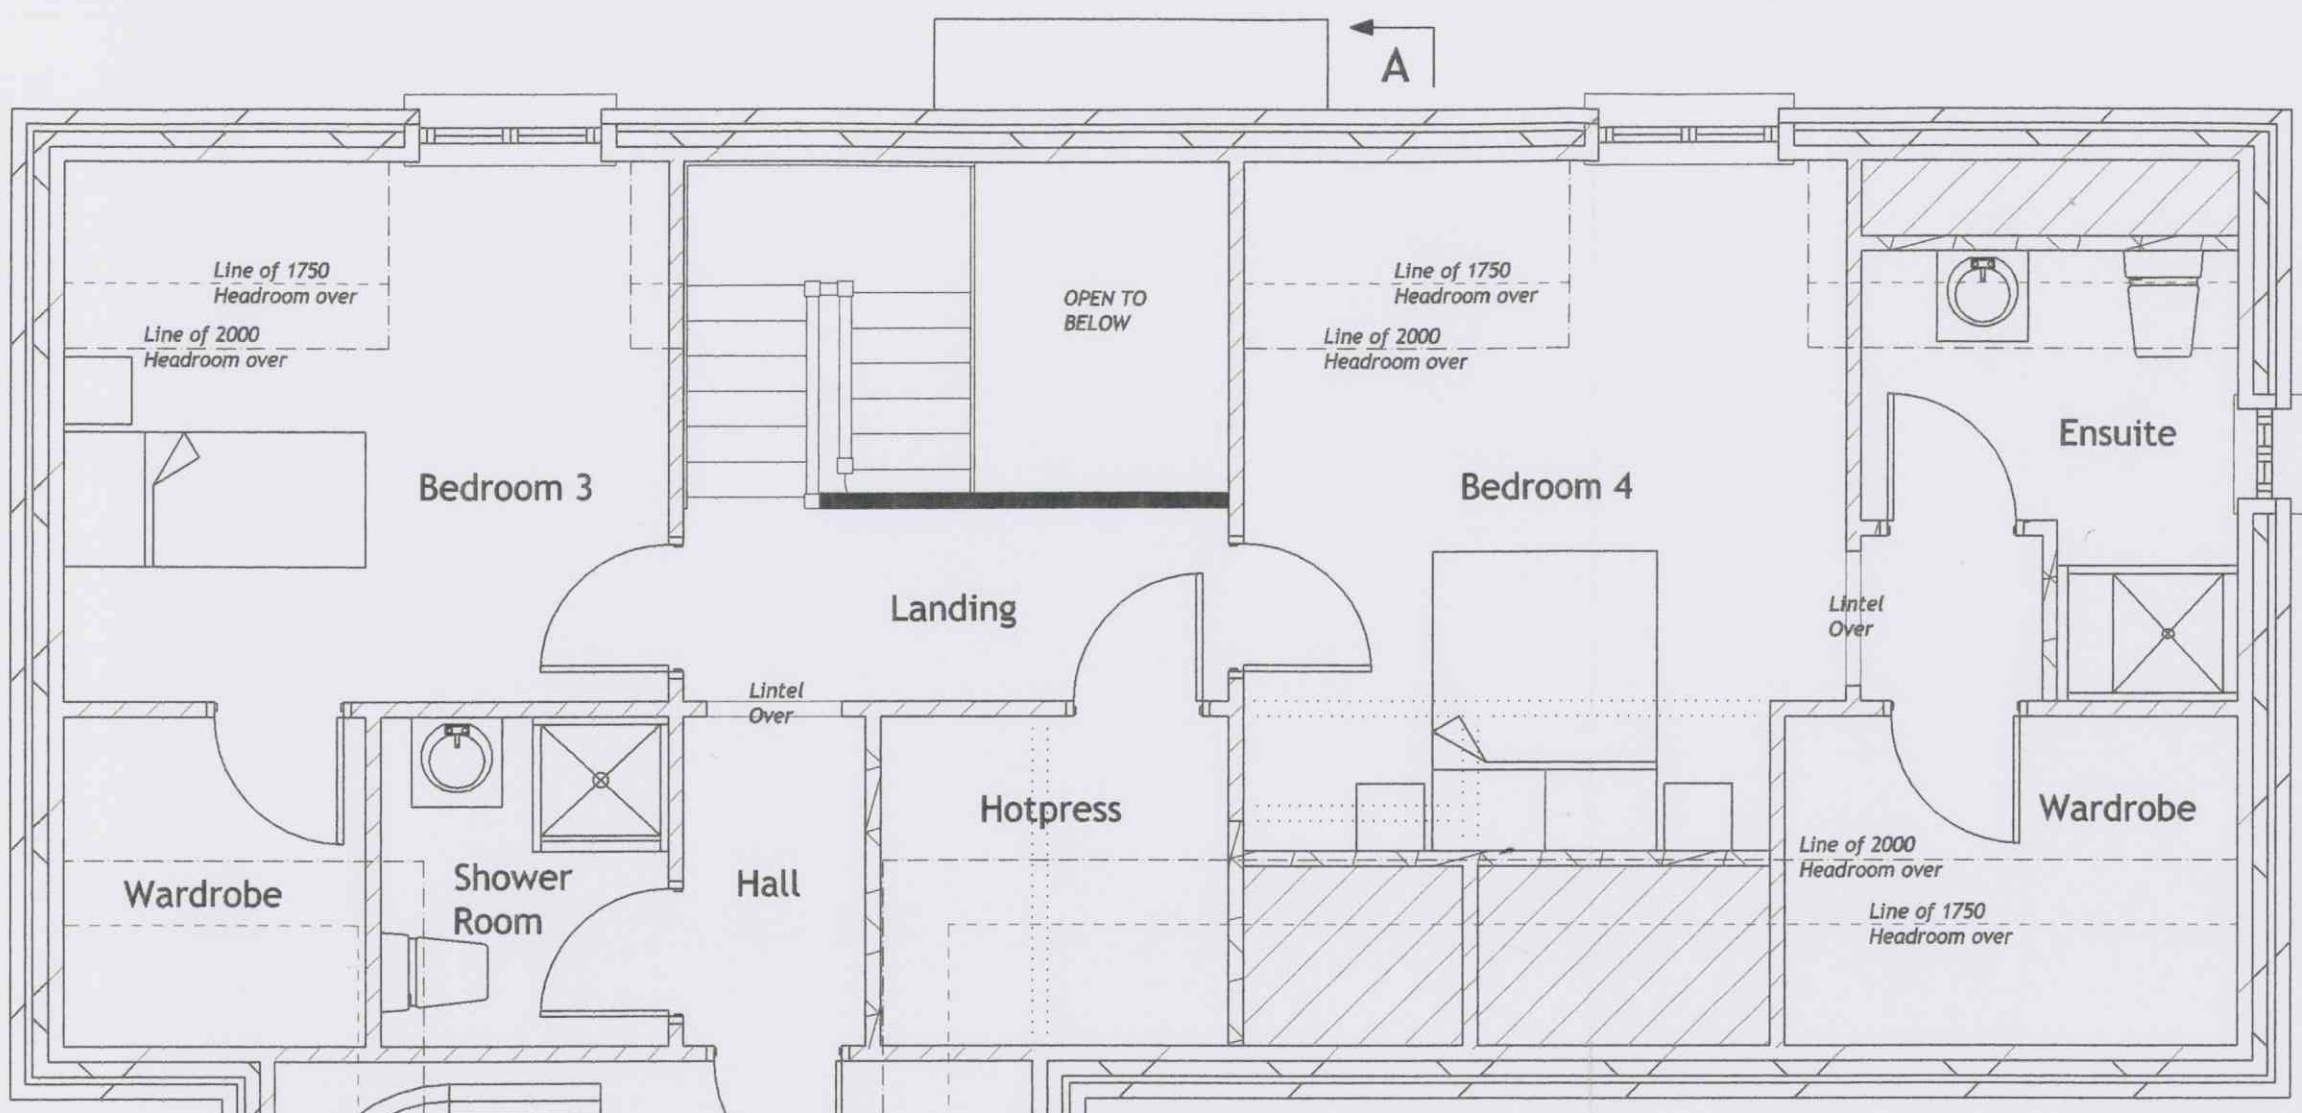 A
Line of 1750
Headroom over
Line of 2000
Headroom over
OPEN TO
BELOW
Line of 1750
Headroom over
Line of 2000
Headroom over
Ensuite
Bedroom 3
Bedroom 4
Landing
Lintel
Over
Lintel
Over
Hotpress
Wardrobe
Line of 2000
Headroom over
Line of 1750
Headroom over
Wardrobe
Shower
Room
Hall